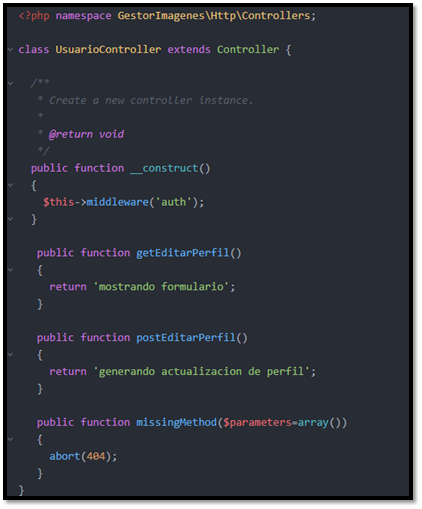 <?php namespace GestorImagenes\Http\Controllers;
class UsuarioController extends Controller {
/**
* Create a new controller instance.
*
* @return void
*/
public function __construct()
{
$this->middleware('auth');
}
public function getEditarPerfil()
{
return 'mostrando formulario';
}
public function postEditarPerfil()
{
return 'generando actualizacion de perfil';
}
public function missingMethod($parameters=array())
{
abort(404);
}
}